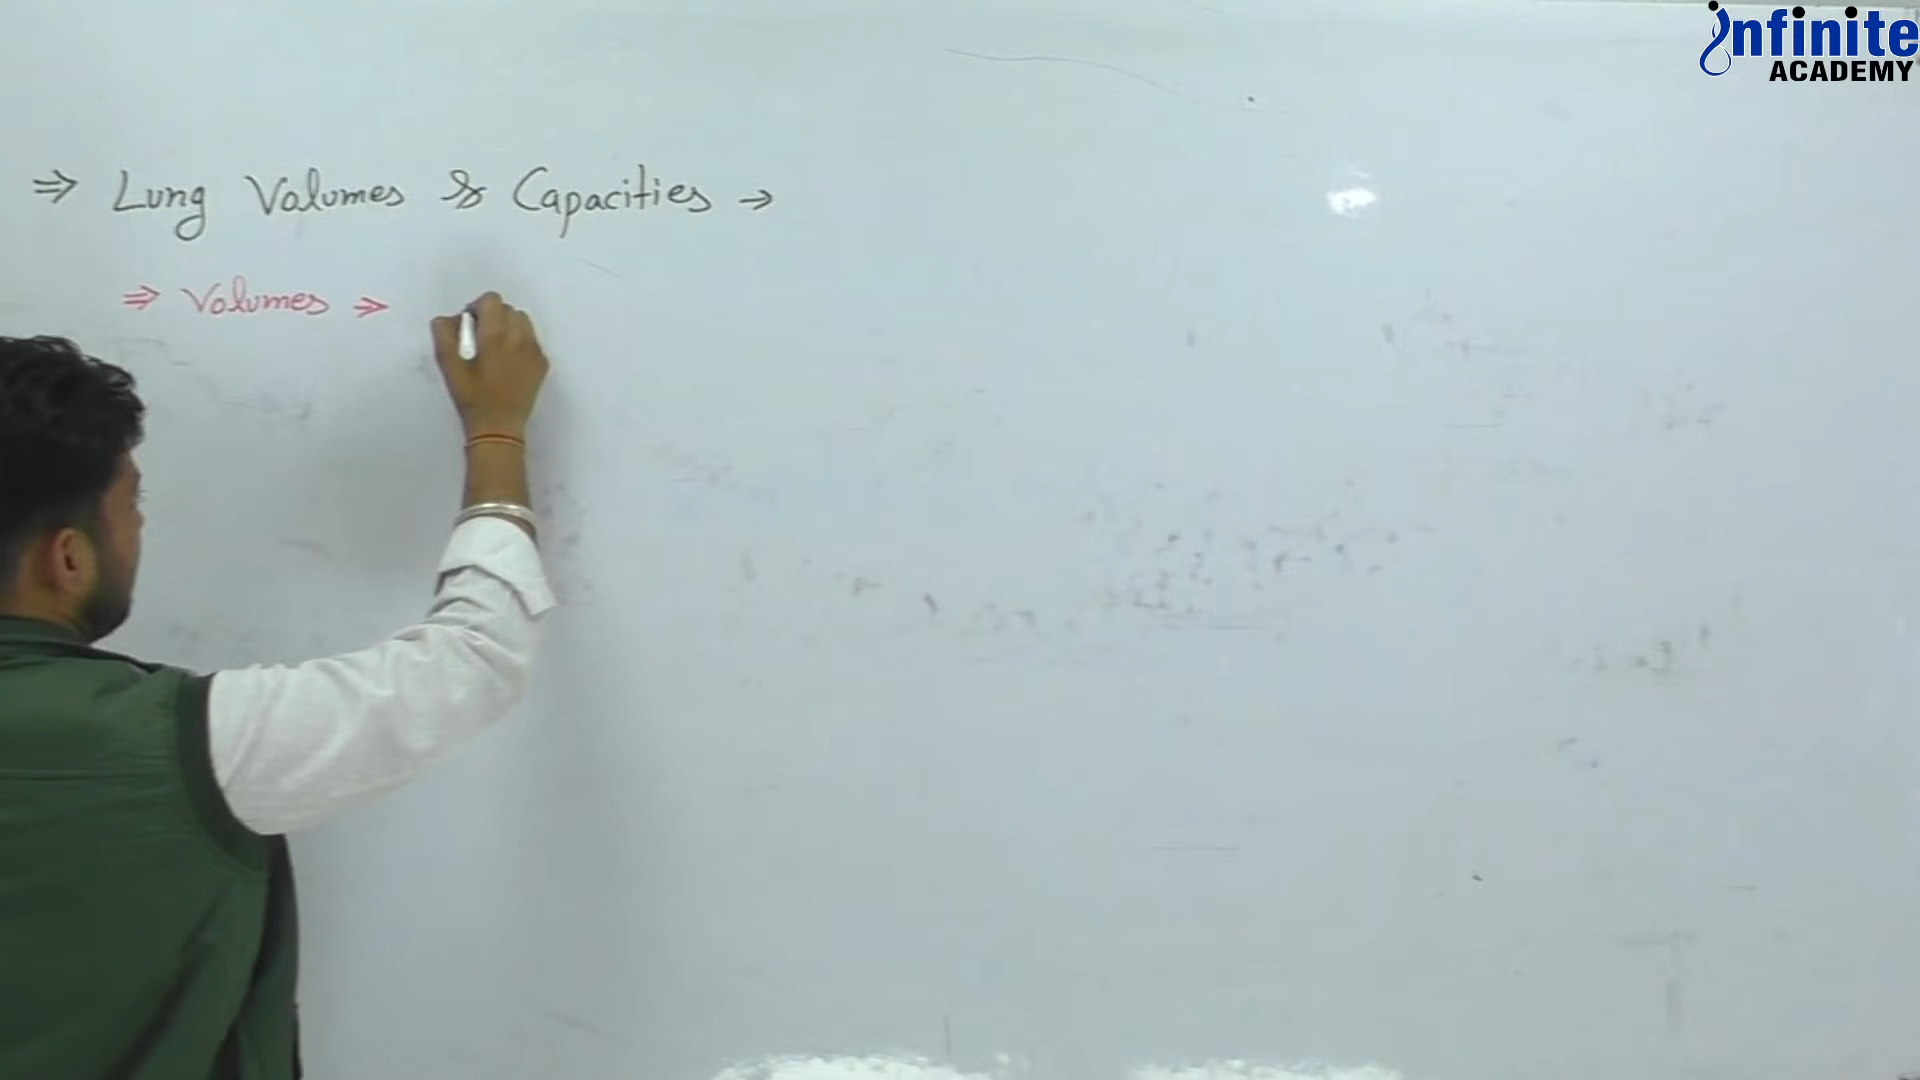 infinite
ACADEMY
⇒ Lung Volumes & Capacities →
⇒ Volumes →